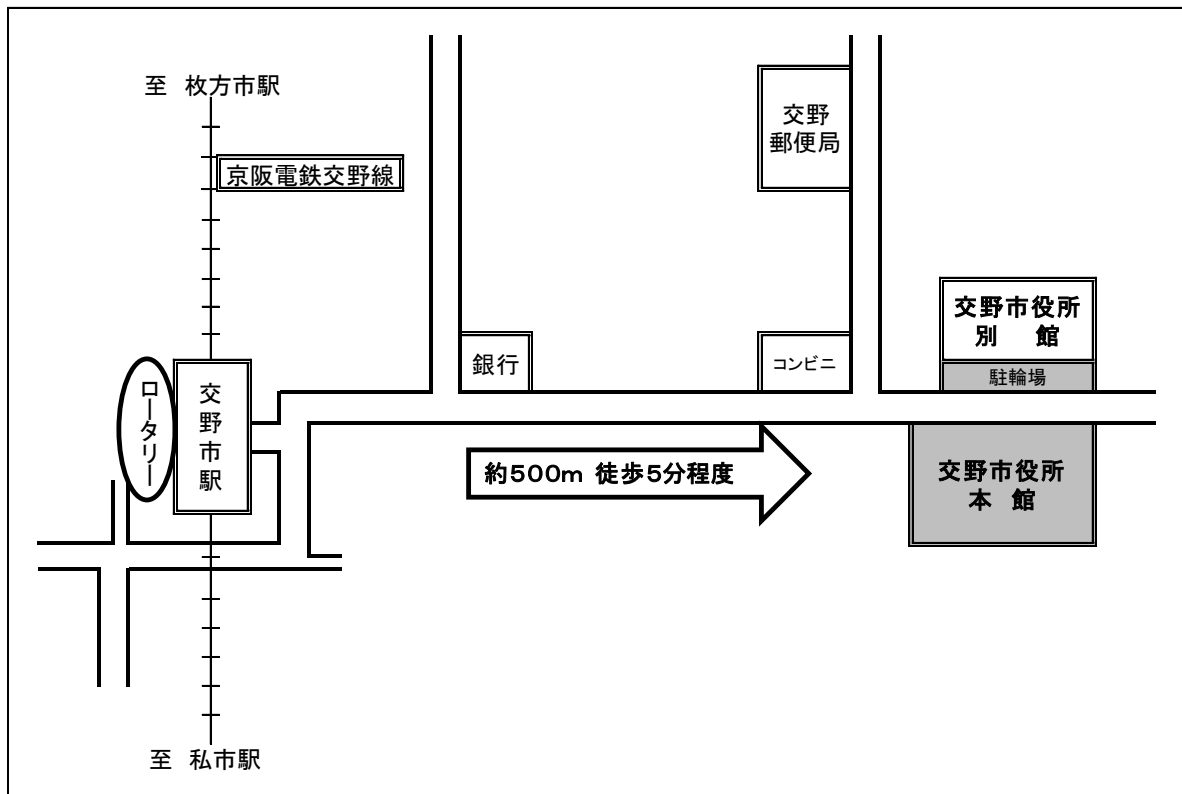 至 枚方市駅
京阪電鉄交野線
交野
郵便局
交野市役所
別 館
駐輪場
銀行
コンビニ
ロータリー
交野市駅
約500m 徒歩5分程度
交野市役所
本 館
至 私市駅